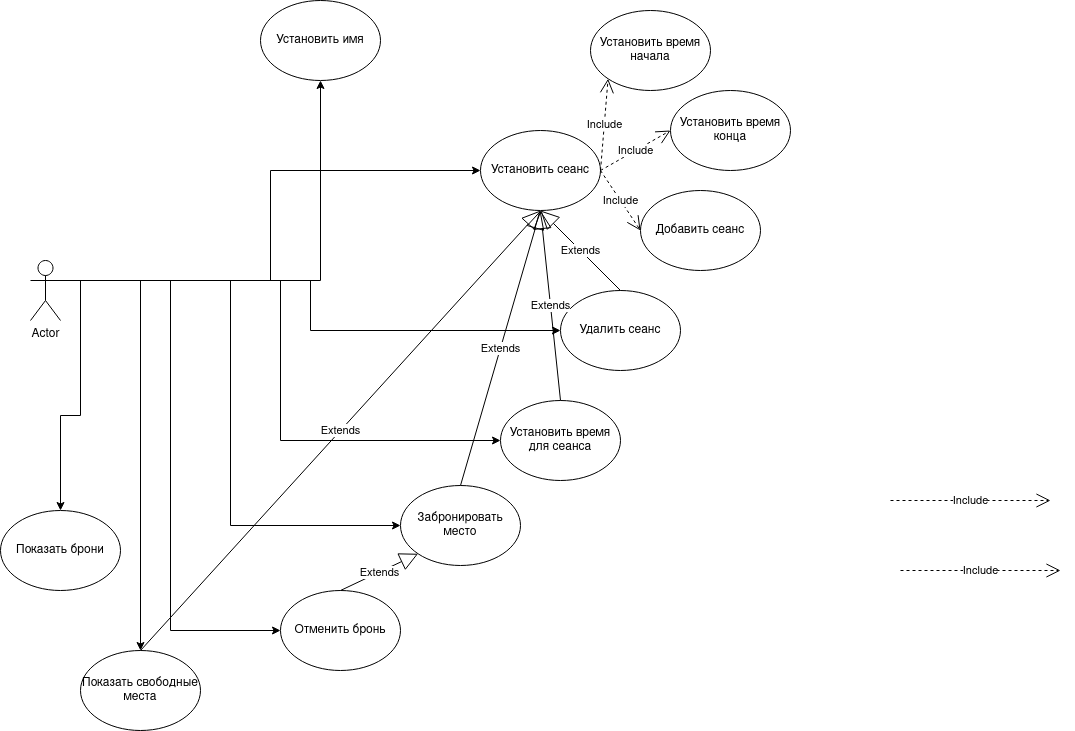 Установить имя
Установить время
начала
Include
Установить время
конца
Include
Установить сеанс
Include
Добавить сеанс
Extends
Actor
Extends
Удалить сеанс
Extends
Extends
Установить время
для сеанса
Include
Забронировать
место
Показать брони
Extends
Include
Отменить бронь
Показать свободные
места